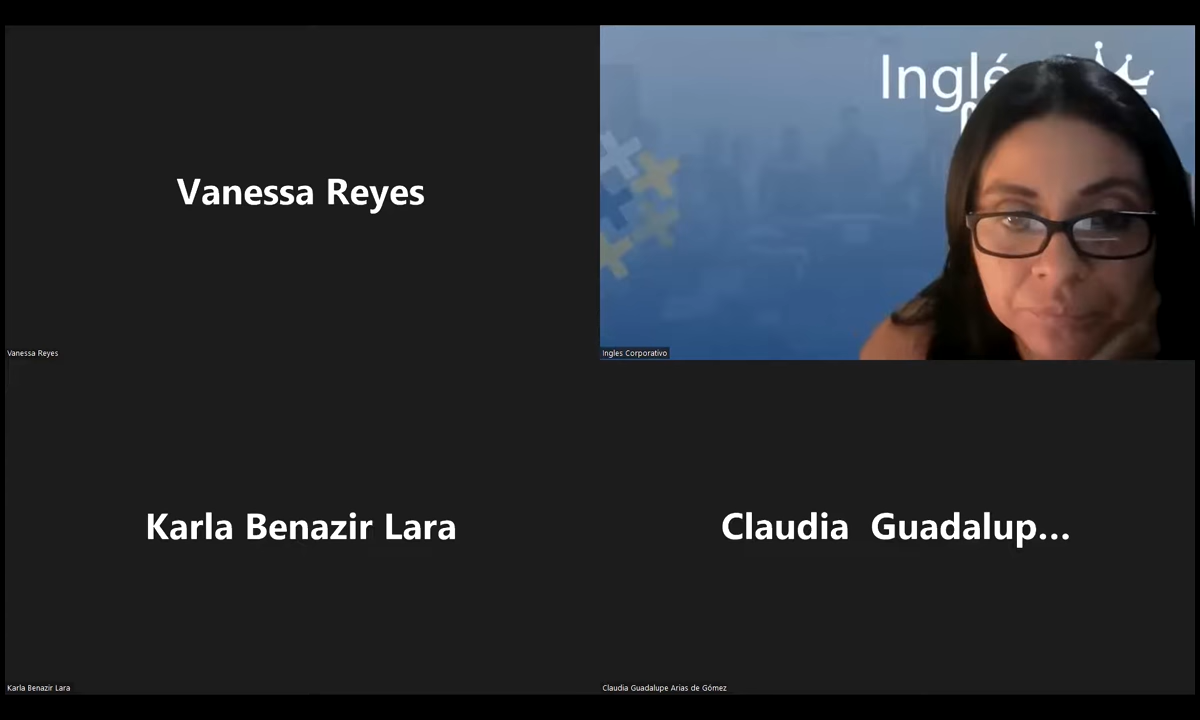 Vanessa Reyes
Vanessa Reyes
Inglé
Ingles Corporativo
Karla Benazir Lara
Karla Benazir Lara
Claudia Guadalup...
Claudia Guadalupe Arias de Gómez